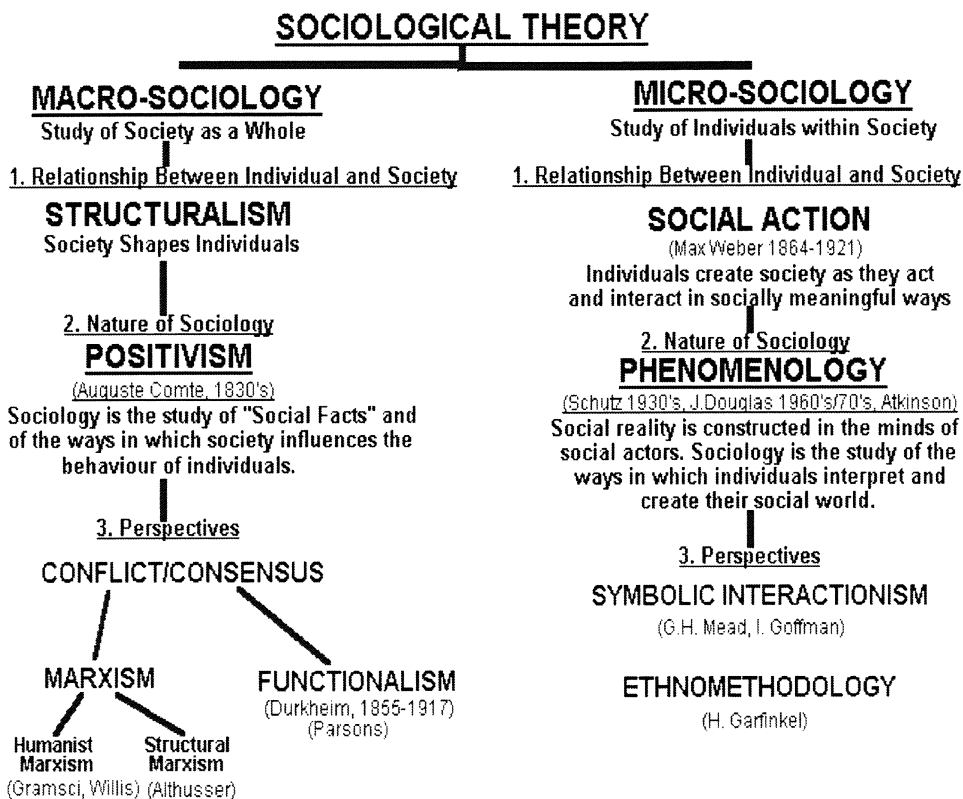 SOCIOLOGICAL THEORY
MACRO-SOCIOLOGY
Study of Society as a Whole
1. Relationship Between Individual and Society
STRUCTURALISM
Society Shapes Individuals
2. Nature of Sociology
POSITIVISM
(Auguste Comte, 1830's)
Sociology is the study of "Social Facts" and
of the ways in which society influences the
behaviour of individuals.
3. Perspectives
CONFLICT/CONSENSUS
MARXISM
Humanist
Marxism
(Gramsci, Willis)
Structural
Marxism
(Althusser)
FUNCTIONALISM
(Durkheim, 1855-1917)
(Parsons)
MICRO-SOCIOLOGY
Study of Individuals within Society
1. Relationship Between Individual and Society
SOCIAL ACTION
(Max Weber 1864-1921)
Individuals create society as they act
and interact in socially meaningful ways
2. Nature of Sociology
PHENOMENOLOGY
(Schutz 1930's, J.Douglas 1960's/70's, Atkinson)
Social reality is constructed in the minds of
social actors. Sociology is the study of the
ways in which individuals interpret and
create their social world.
3. Perspectives
SYMBOLIC INTERACTIONISM
(G.H. Mead, I. Goffman)
ETHNOMETHODOLOGY
(H. Garfinkel)